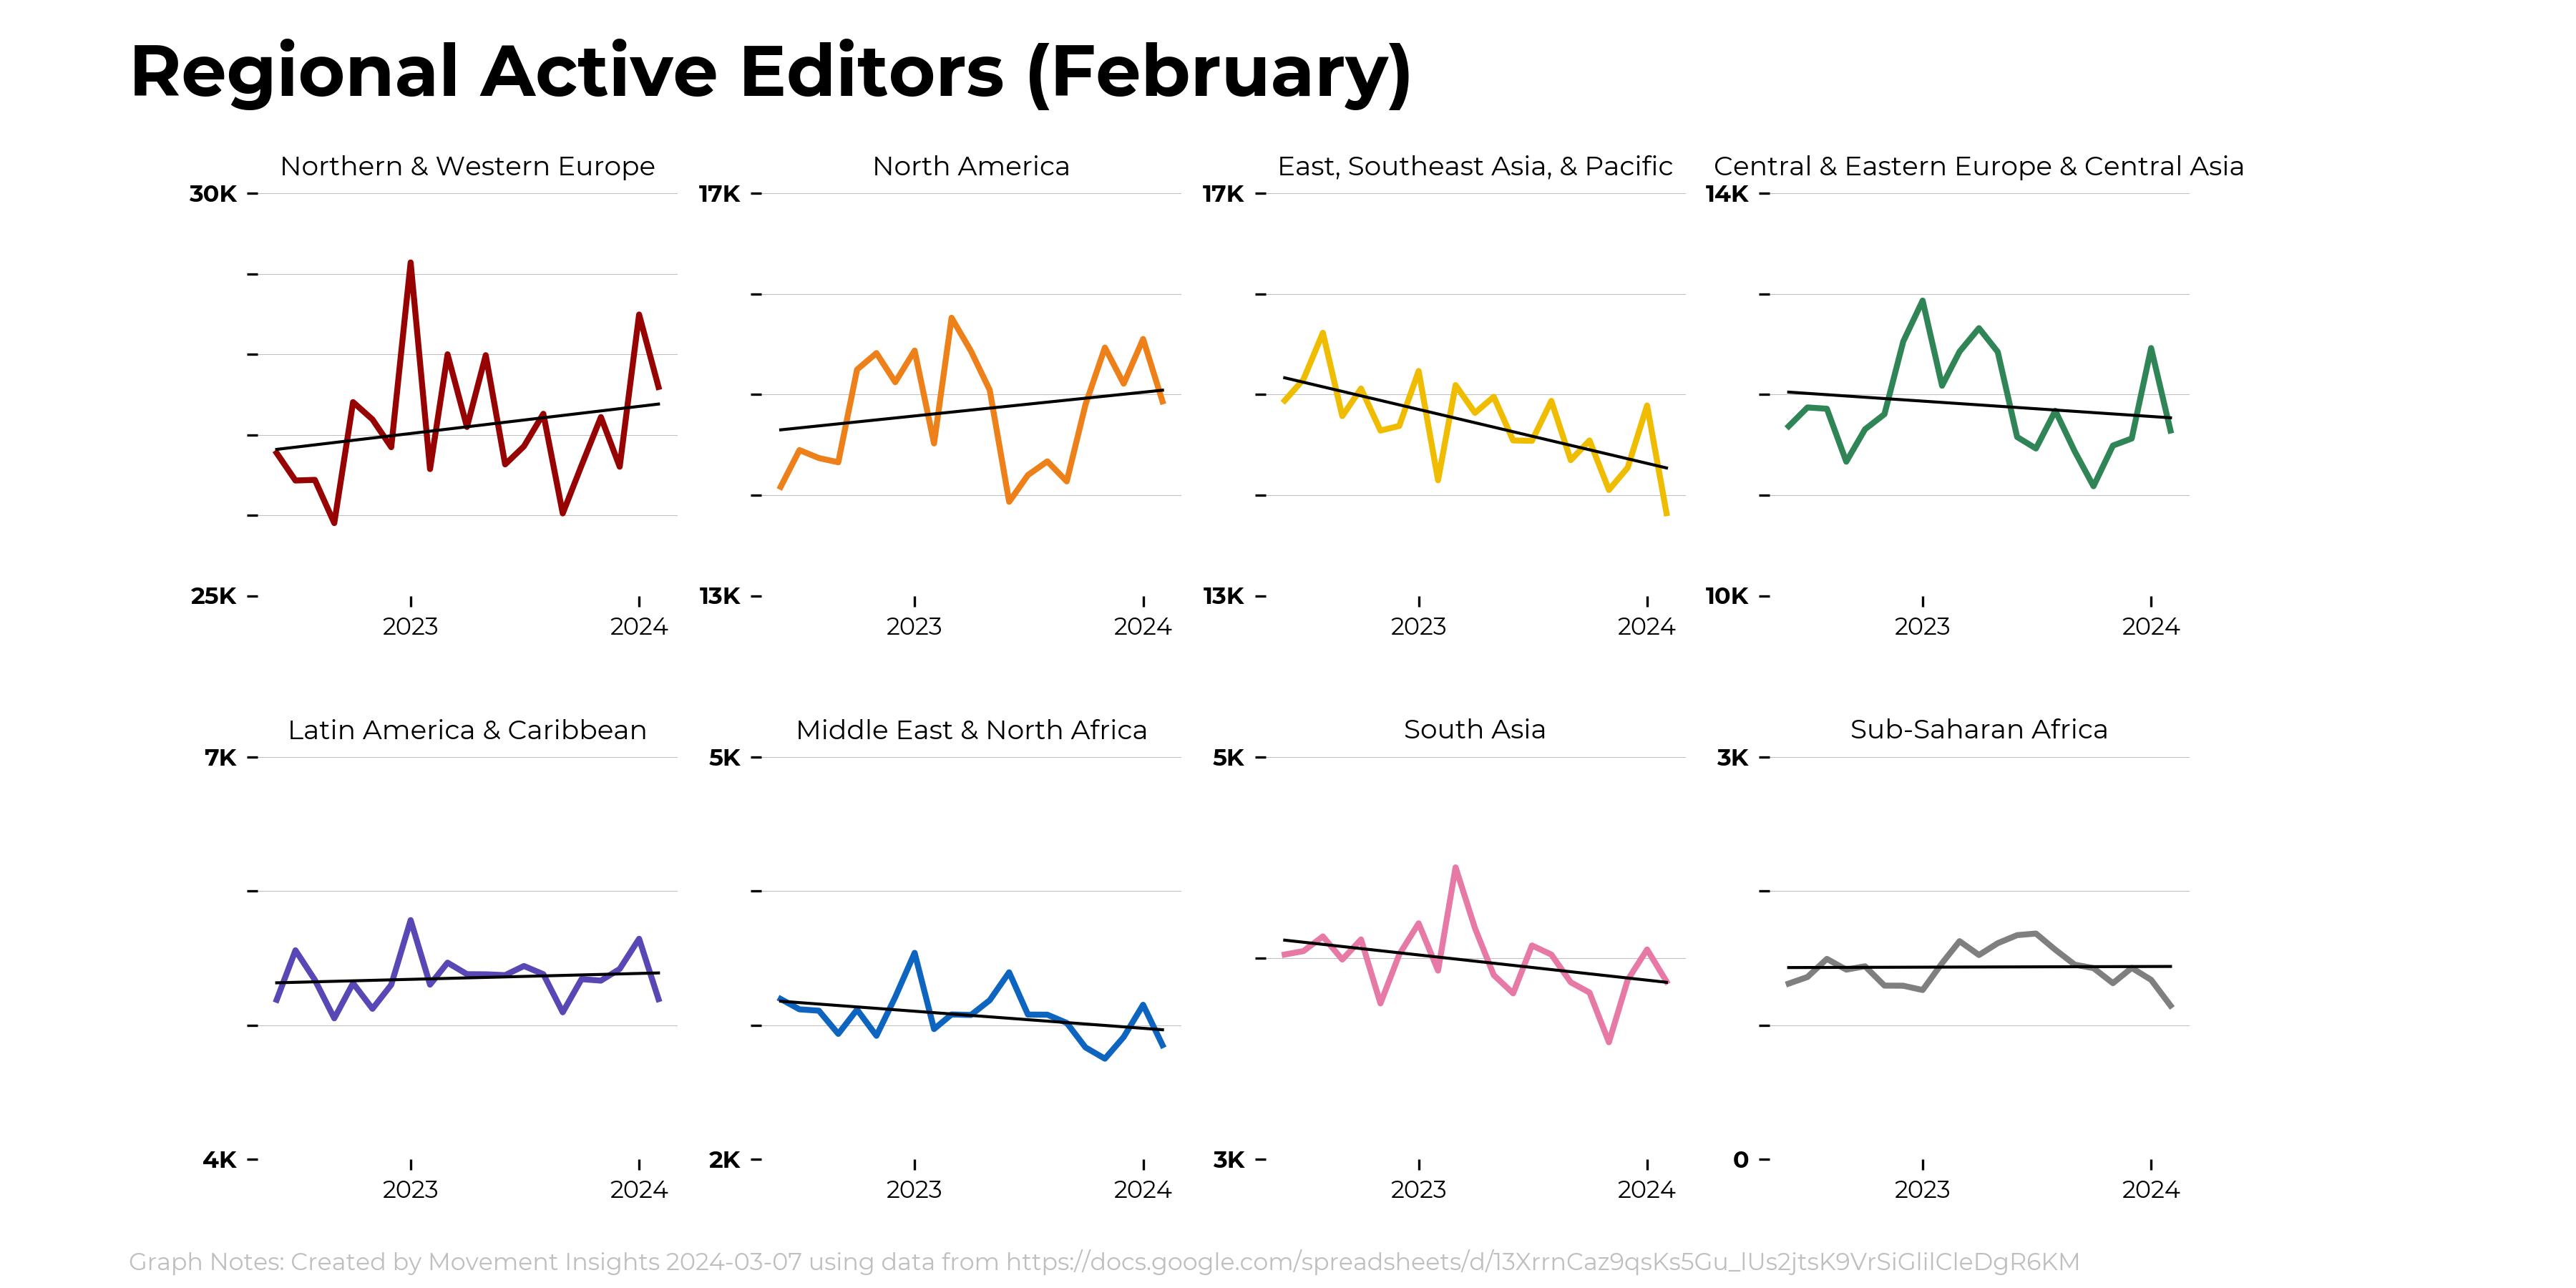 Regional Active Editors (February)
Northern & Western Europe
30K
25K
2023 2024
North America
17K
13K
2023 2024
East, Southeast Asia, & Pacific
17K
13K
2023 2024
Central & Eastern Europe & Central Asia
14K
10K
2023 2024
Latin America & Caribbean
7K
4K
2023 2024
Middle East & North Africa
5K
2K
2023 2024
South Asia
5K
3K
2023 2024
Sub-Saharan Africa
3K
0
2023 2024
Graph Notes: Created by Movement Insights 2024-03-07 using data from https://docs.google.com/spreadsheets/d/13XrrnCaz9qsKs5Gu_lUs2jtsK9VrSiGlilCleDgR6KM